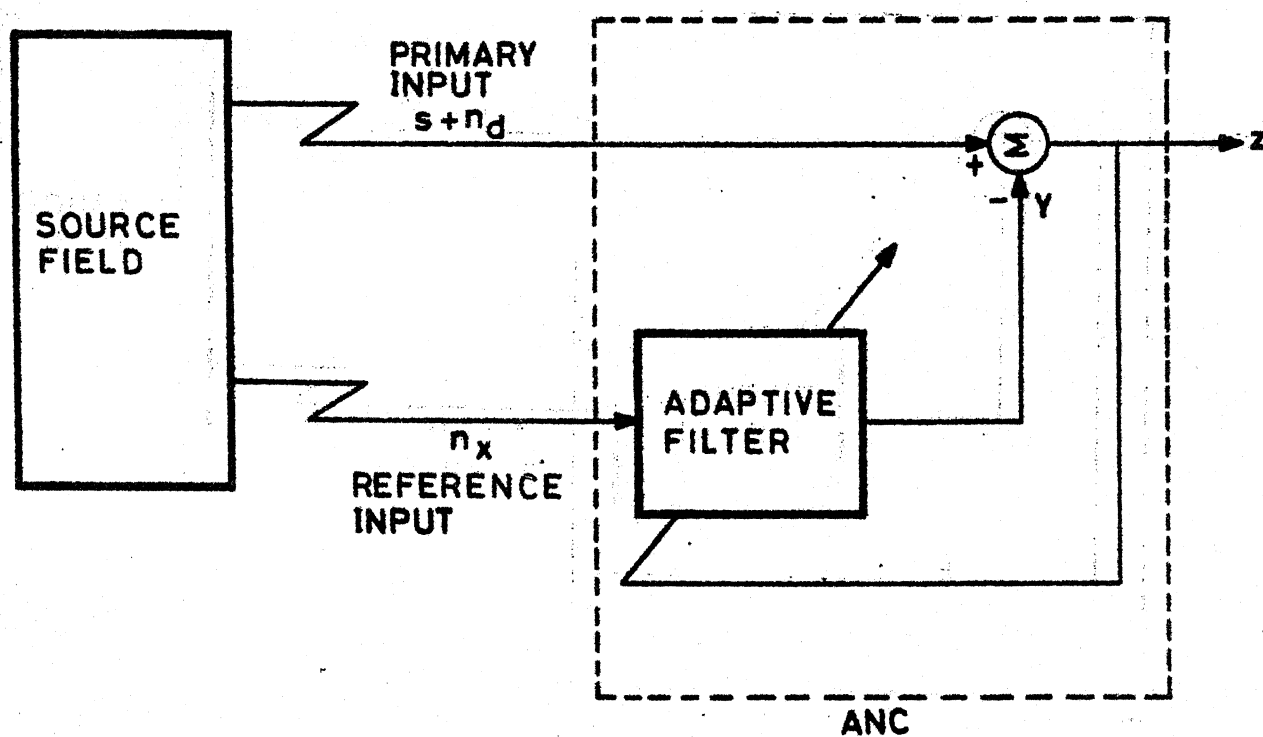 PRIMARY
INPUT
s+n_d
Σ
z
+
- y
SOURCE
FIELD
ADAPTIVE
FILTER
n_x
REFERENCE
INPUT
ANC